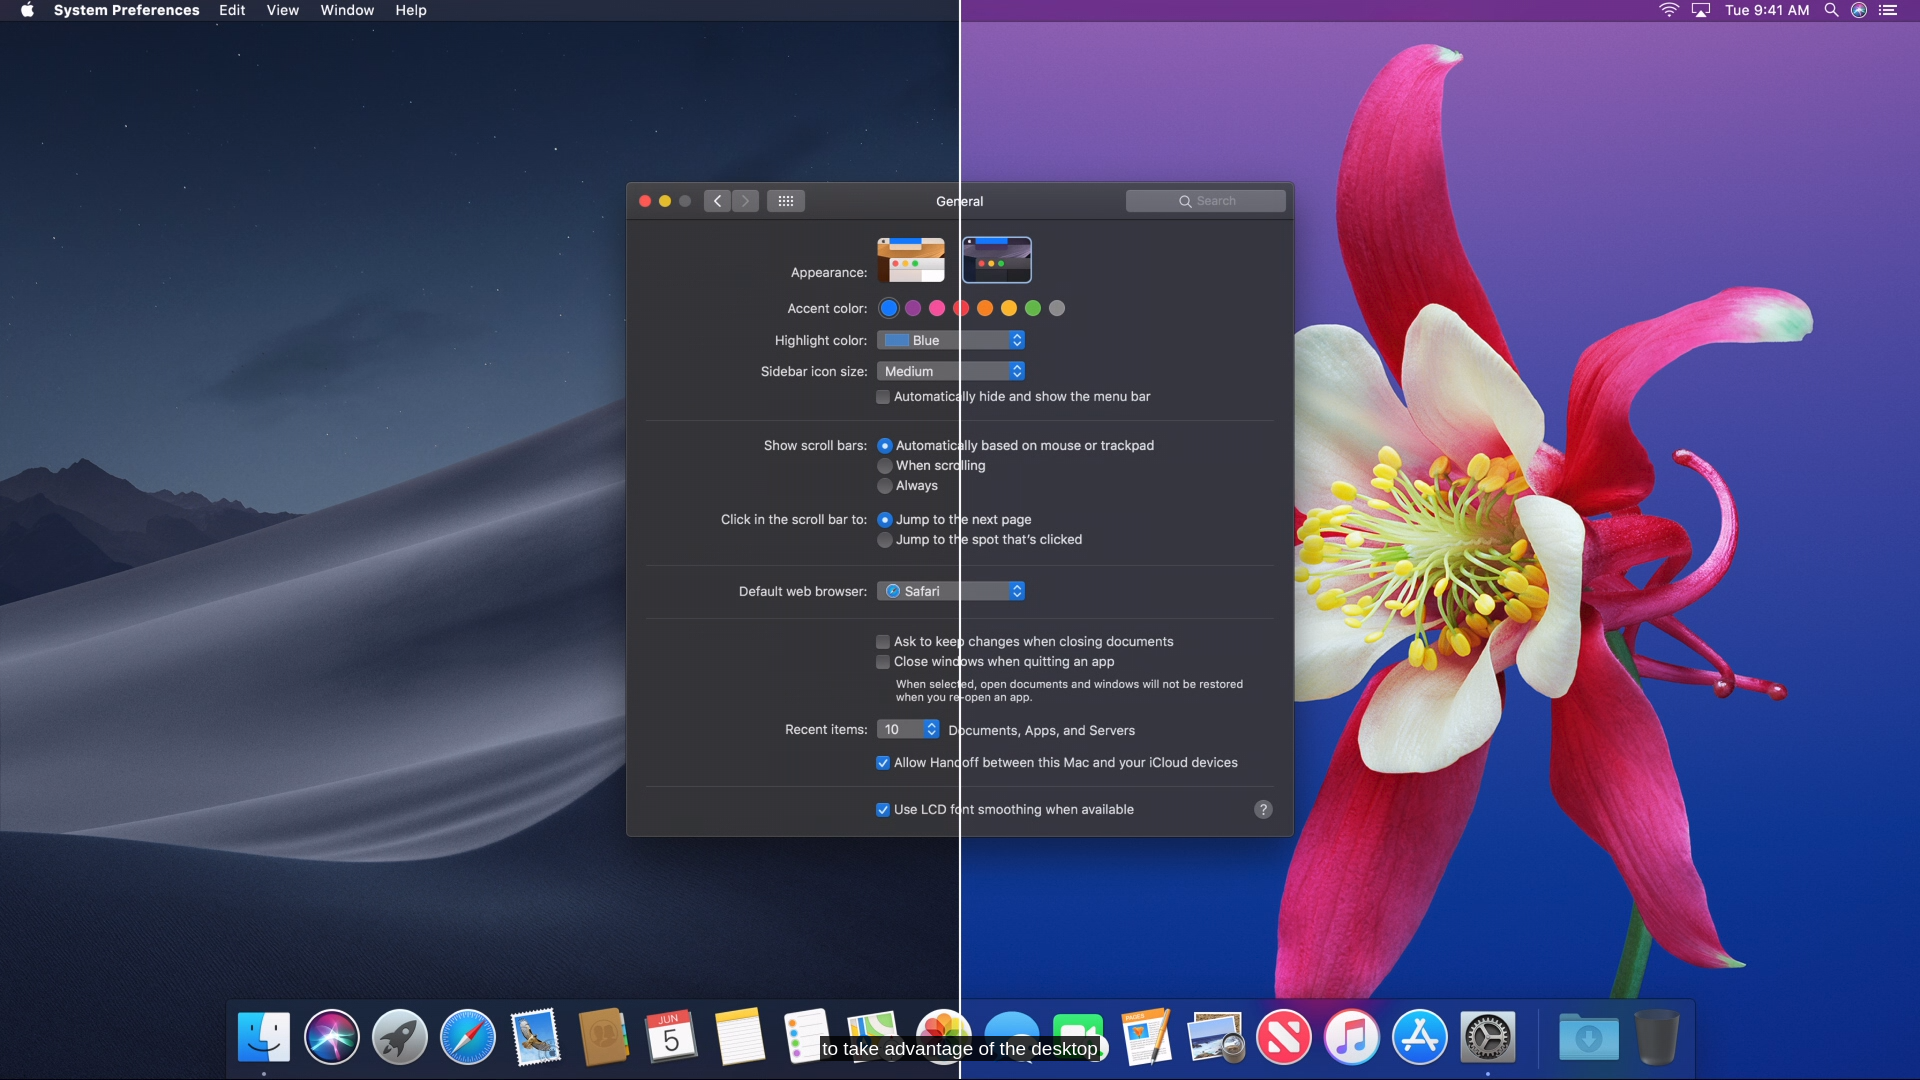 System Preferences Edit View Window Help
Tue 9:41 AM
General
Search
Appearance:
Accent color:
Highlight color: Blue
Sidebar icon size: Medium
Automatically hide and show the menu bar
Show scroll bars: Automatically based on mouse or trackpad
When scrolling
Always
Click in the scroll bar to: Jump to the next page
Jump to the spot that's clicked
Default web browser: Safari
Ask to keep changes when closing documents
Close windows when quitting an app
When selected, open documents and windows will not be restored
when you re-open an app.
Recent items: 10 Documents, Apps, and Servers
Allow Handoff between this Mac and your iCloud devices
Use LCD font smoothing when available
?
JUN
5
PAGES
to take advantage of the desktop